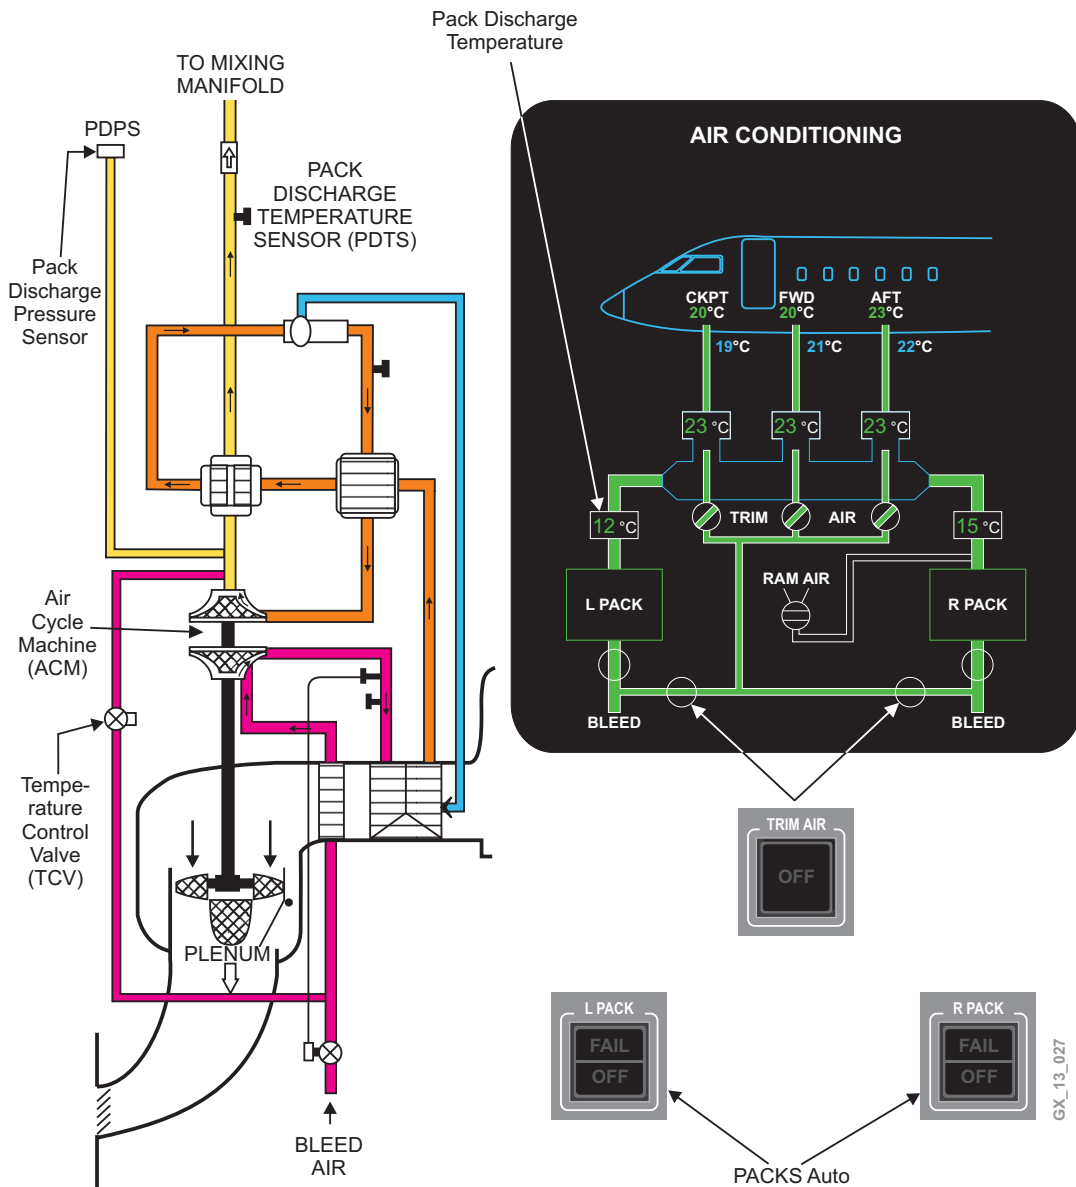 Pack Discharge
Temperature
TO MIXING
MANIFOLD
PDPS
PACK
DISCHARGE
TEMPERATURE
SENSOR (PDTS)
Pack
Discharge
Pressure
Sensor
Air
Cycle
Machine
(ACM)
Tempe-
rature
Control
Valve
(TCV)
PLENUM
BLEED
AIR
AIR CONDITIONING
CKPT FWD AFT
20°C 20°C 23°C
19°C 21°C 22°C
23 °C 23 °C 23 °C
12 °C TRIM AIR 15 °C
RAM AIR
L PACK R PACK
BLEED BLEED
TRIM AIR
OFF
L PACK
FAIL
OFF
R PACK
FAIL
OFF
PACKS Auto
GX_13_027